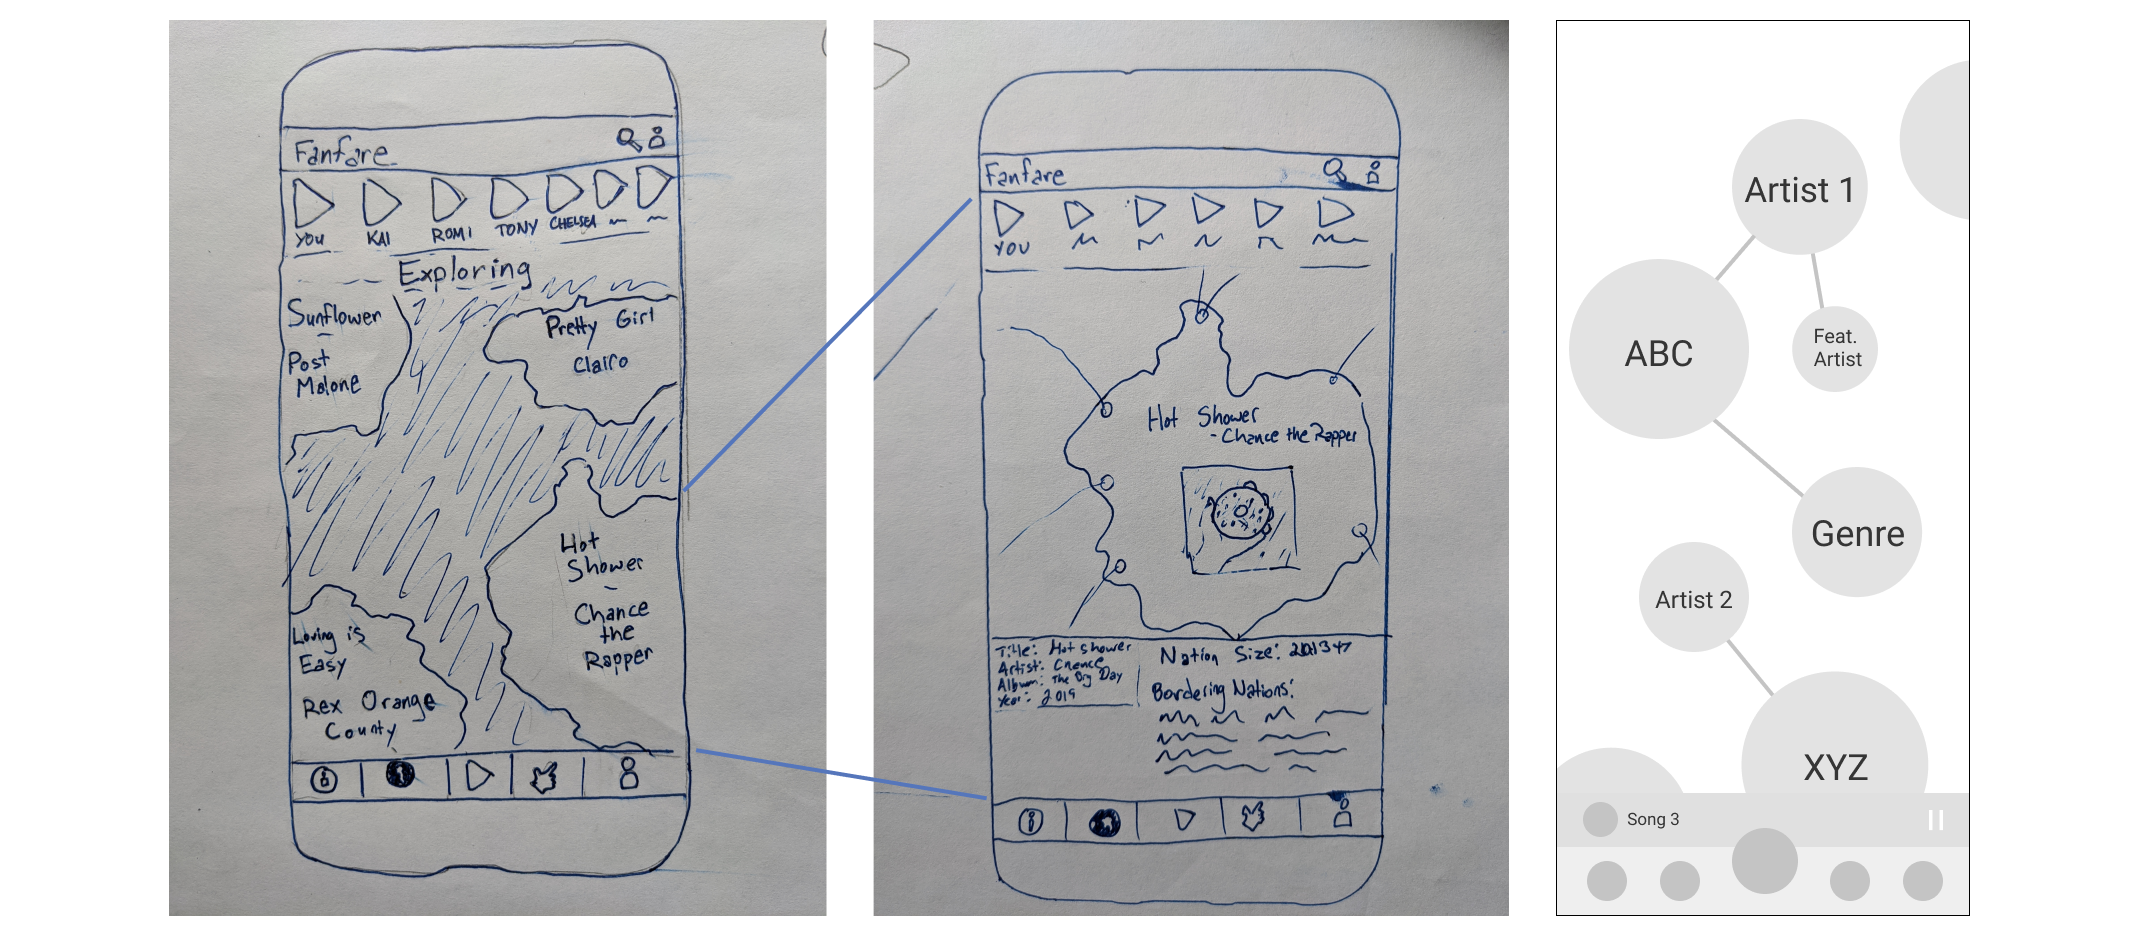 Fanfare
YOU KAI ROMI TONY CHELSEA
Exploring
Sunflower
-
Post
Malone
Pretty Girl
Clairo
Hot
Shower
-
Chance
the
Rapper
Loving is
Easy
Rex Orange
County
Fanfare
YOU
Hot Shower
- Chance the Rapper
Title: Hot Shower
Artist: Chance
Album: The Big Day
Year: 2019
Nation Size:
Bordering Nations:
Artist 1
ABC
Feat.
Artist
Genre
Artist 2
XYZ
Song 3